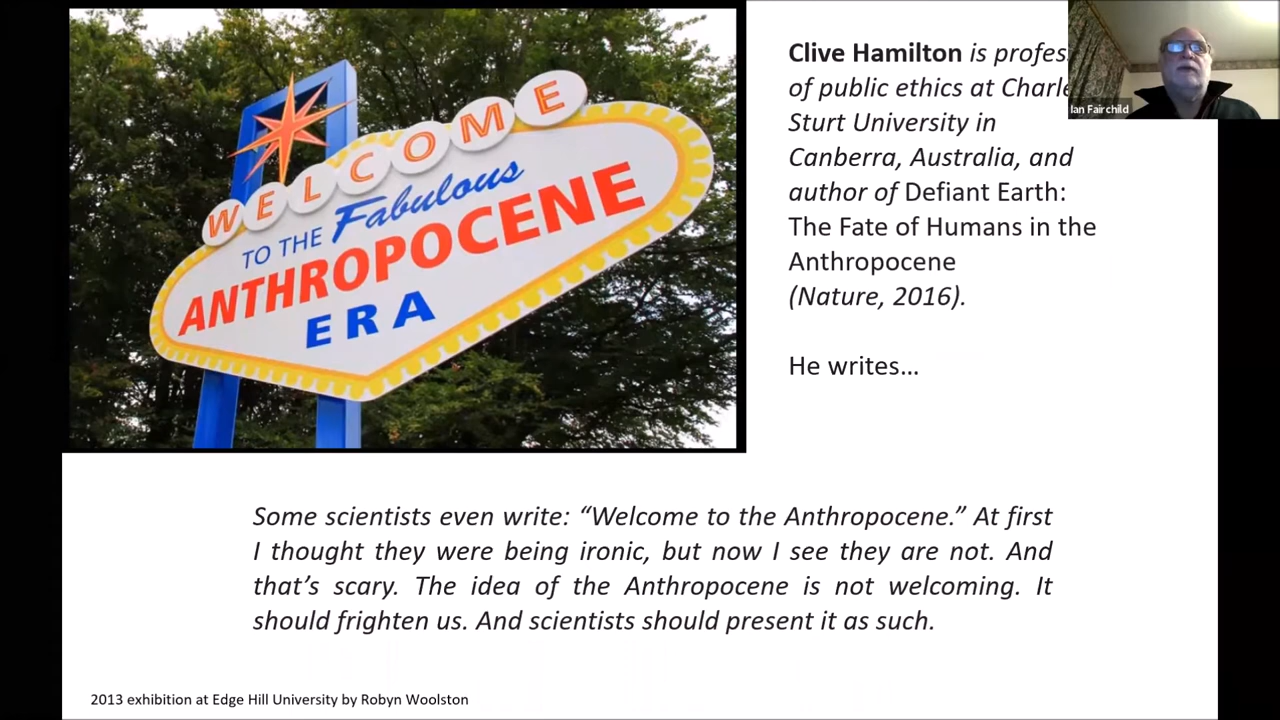 WELCOME
TO THE Fabulous
ANTHROPOCENE
ERA
Clive Hamilton is profes
of public ethics at Charle
Sturt University in
Canberra, Australia, and
author of Defiant Earth:
The Fate of Humans in the
Anthropocene
(Nature, 2016).
He writes…
Ian Fairchild
Some scientists even write: “Welcome to the Anthropocene.” At first
I thought they were being ironic, but now I see they are not. And
that’s scary. The idea of the Anthropocene is not welcoming. It
should frighten us. And scientists should present it as such.
2013 exhibition at Edge Hill University by Robyn Woolston